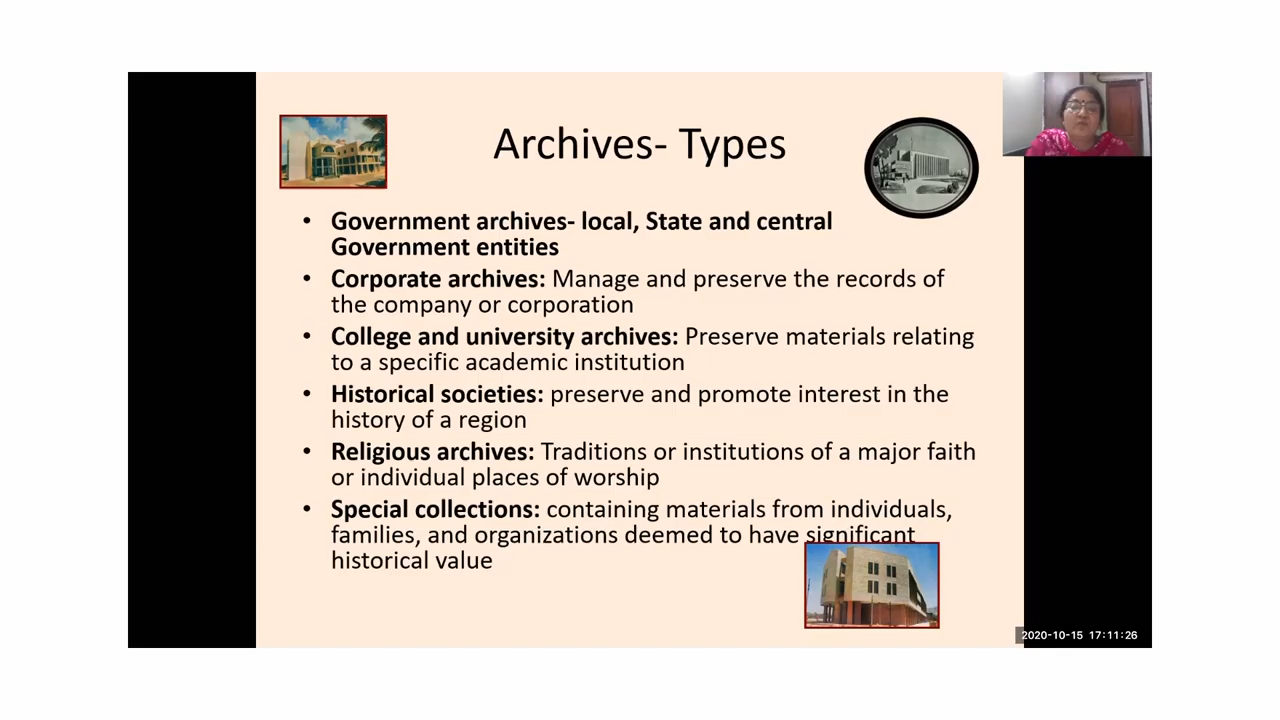 Archives- Types
• Government archives- local, State and central
Government entities
• Corporate archives: Manage and preserve the records of
the company or corporation
• College and university archives: Preserve materials relating
to a specific academic institution
• Historical societies: preserve and promote interest in the
history of a region
• Religious archives: Traditions or institutions of a major faith
or individual places of worship
• Special collections: containing materials from individuals,
families, and organizations deemed to have significant
historical value
2020-10-15 17:11:26